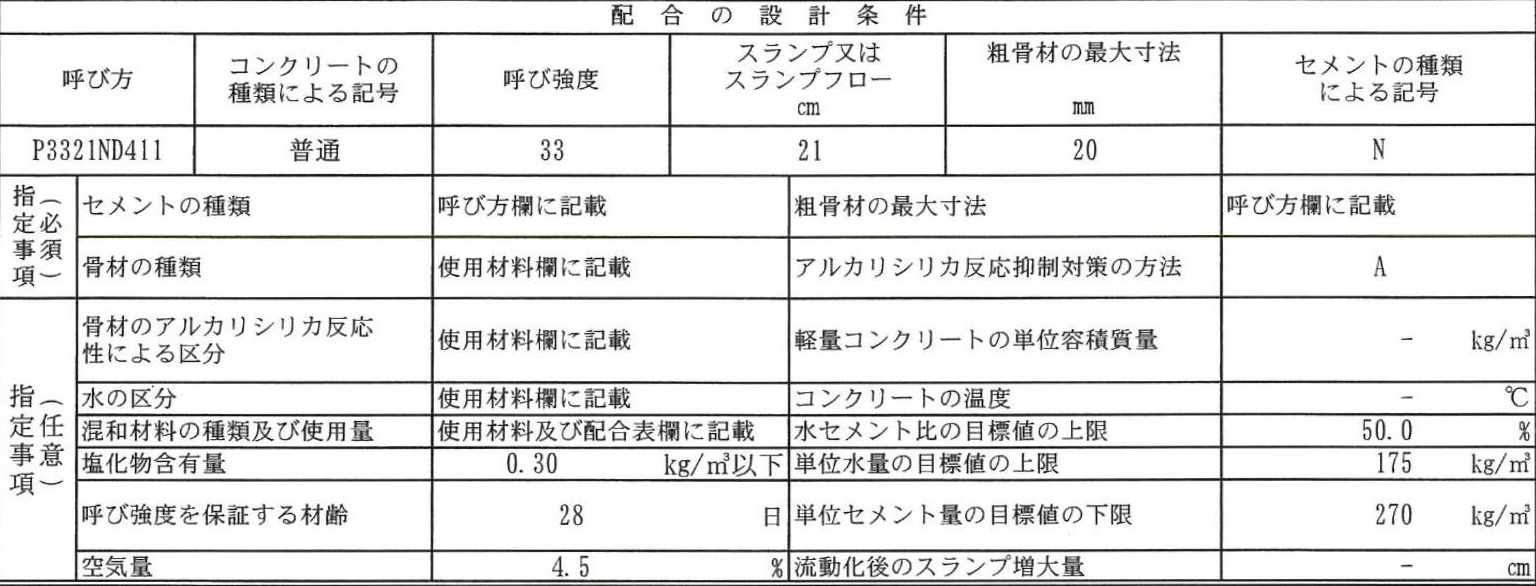 配合の設計条件
呼び方
コンクリートの
種類による記号
呼び強度
スランプ又は
スランプフロー
cm
粗骨材の最大寸法
mm
セメントの種類
による記号
P3321ND411
普通
33
21
20
N
指定事項
(必須)
セメントの種類
呼び方欄に記載
粗骨材の最大寸法
呼び方欄に記載
骨材の種類
使用材料欄に記載
アルカリシリカ反応抑制対策の方法
A
指定事項
(任意)
骨材のアルカリシリカ反応
性による区分
使用材料欄に記載
軽量コンクリートの単位容積質量
- kg/㎥
水の区分
使用材料欄に記載
コンクリートの温度
- ℃
混和材料の種類及び使用量
使用材料及び配合表欄に記載
水セメント比の目標値の上限
50.0 %
塩化物含有量
0.30 kg/㎥以下
単位水量の目標値の上限
175 kg/㎥
呼び強度を保証する材齢
28 日
単位セメント量の目標値の下限
270 kg/㎥
空気量
4.5 %
流動化後のスランプ増大量
- cm